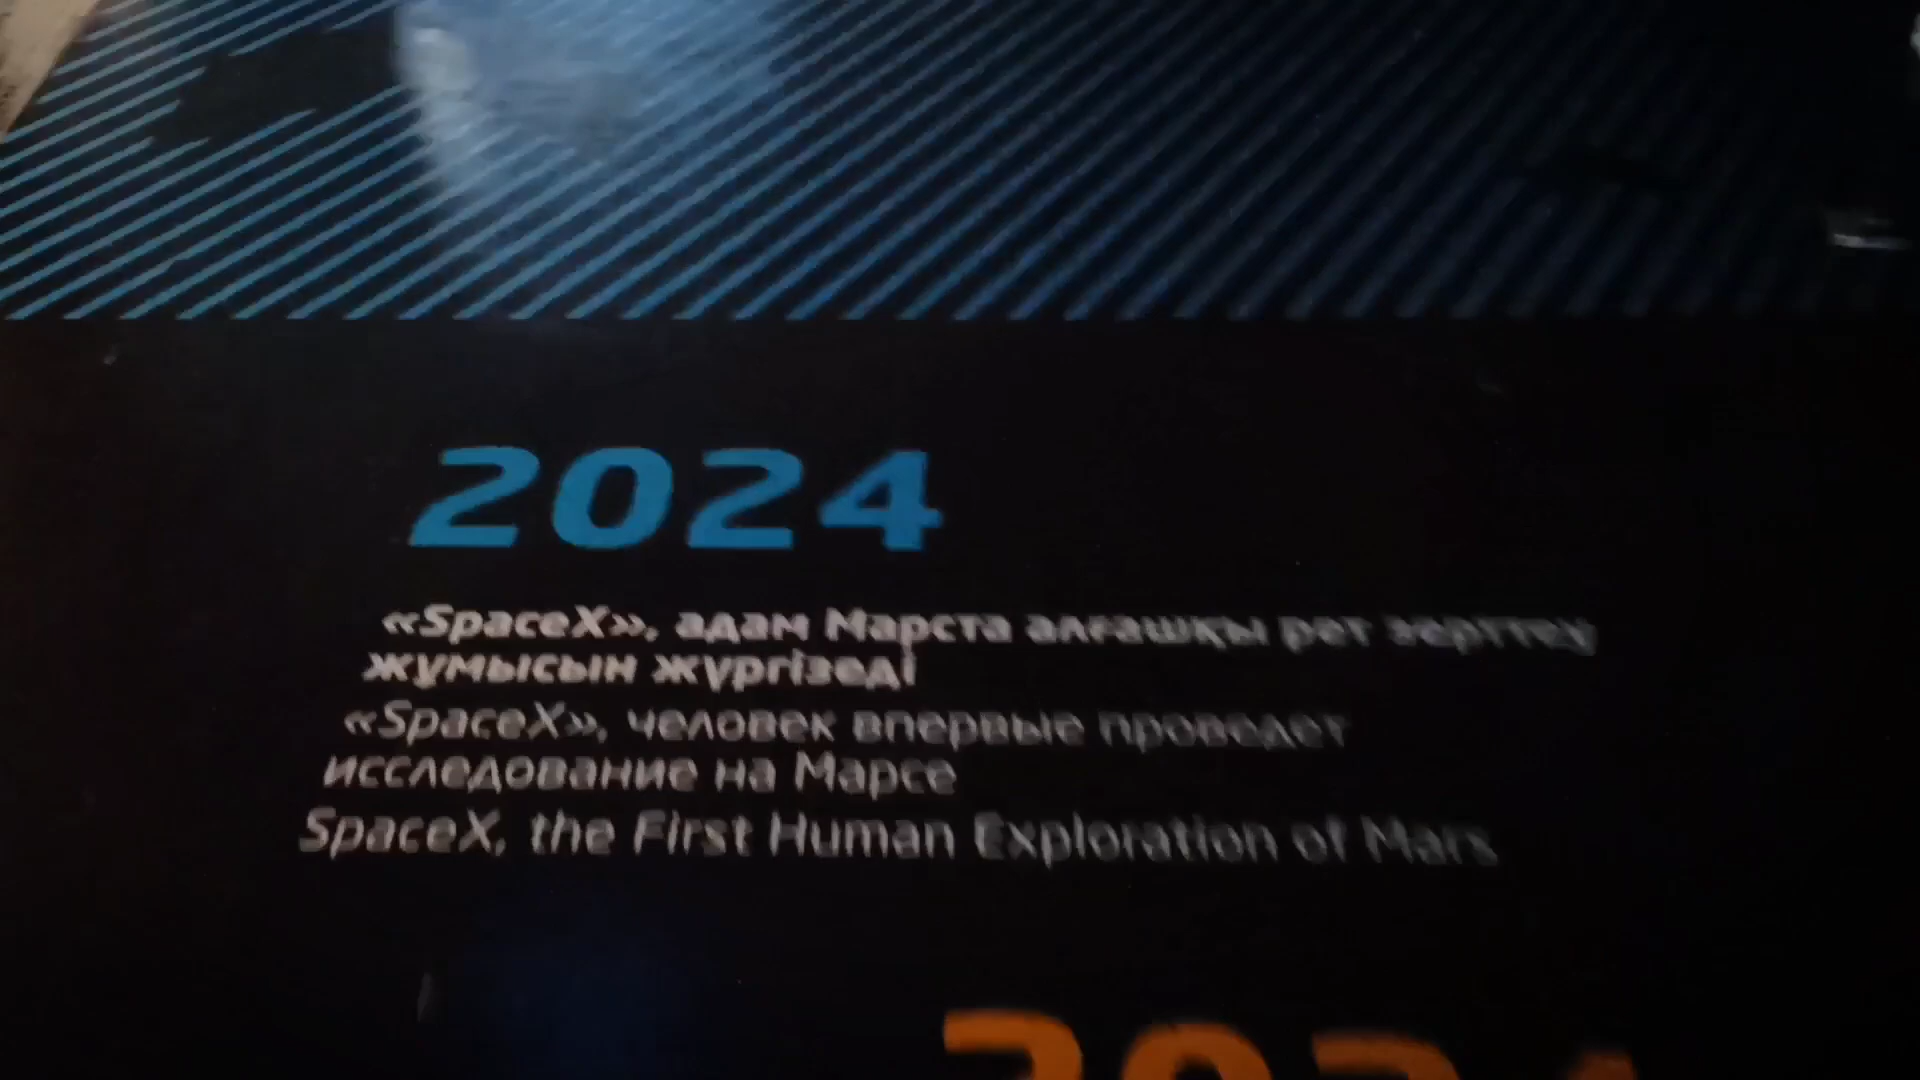 2024
«SpaceX», адам Марста алғашқы рет зерттеу
жұмысын жүргізеді
«SpaceX», человек впервые проведет
исследование на Марсе
SpaceX, the First Human Exploration of Mars